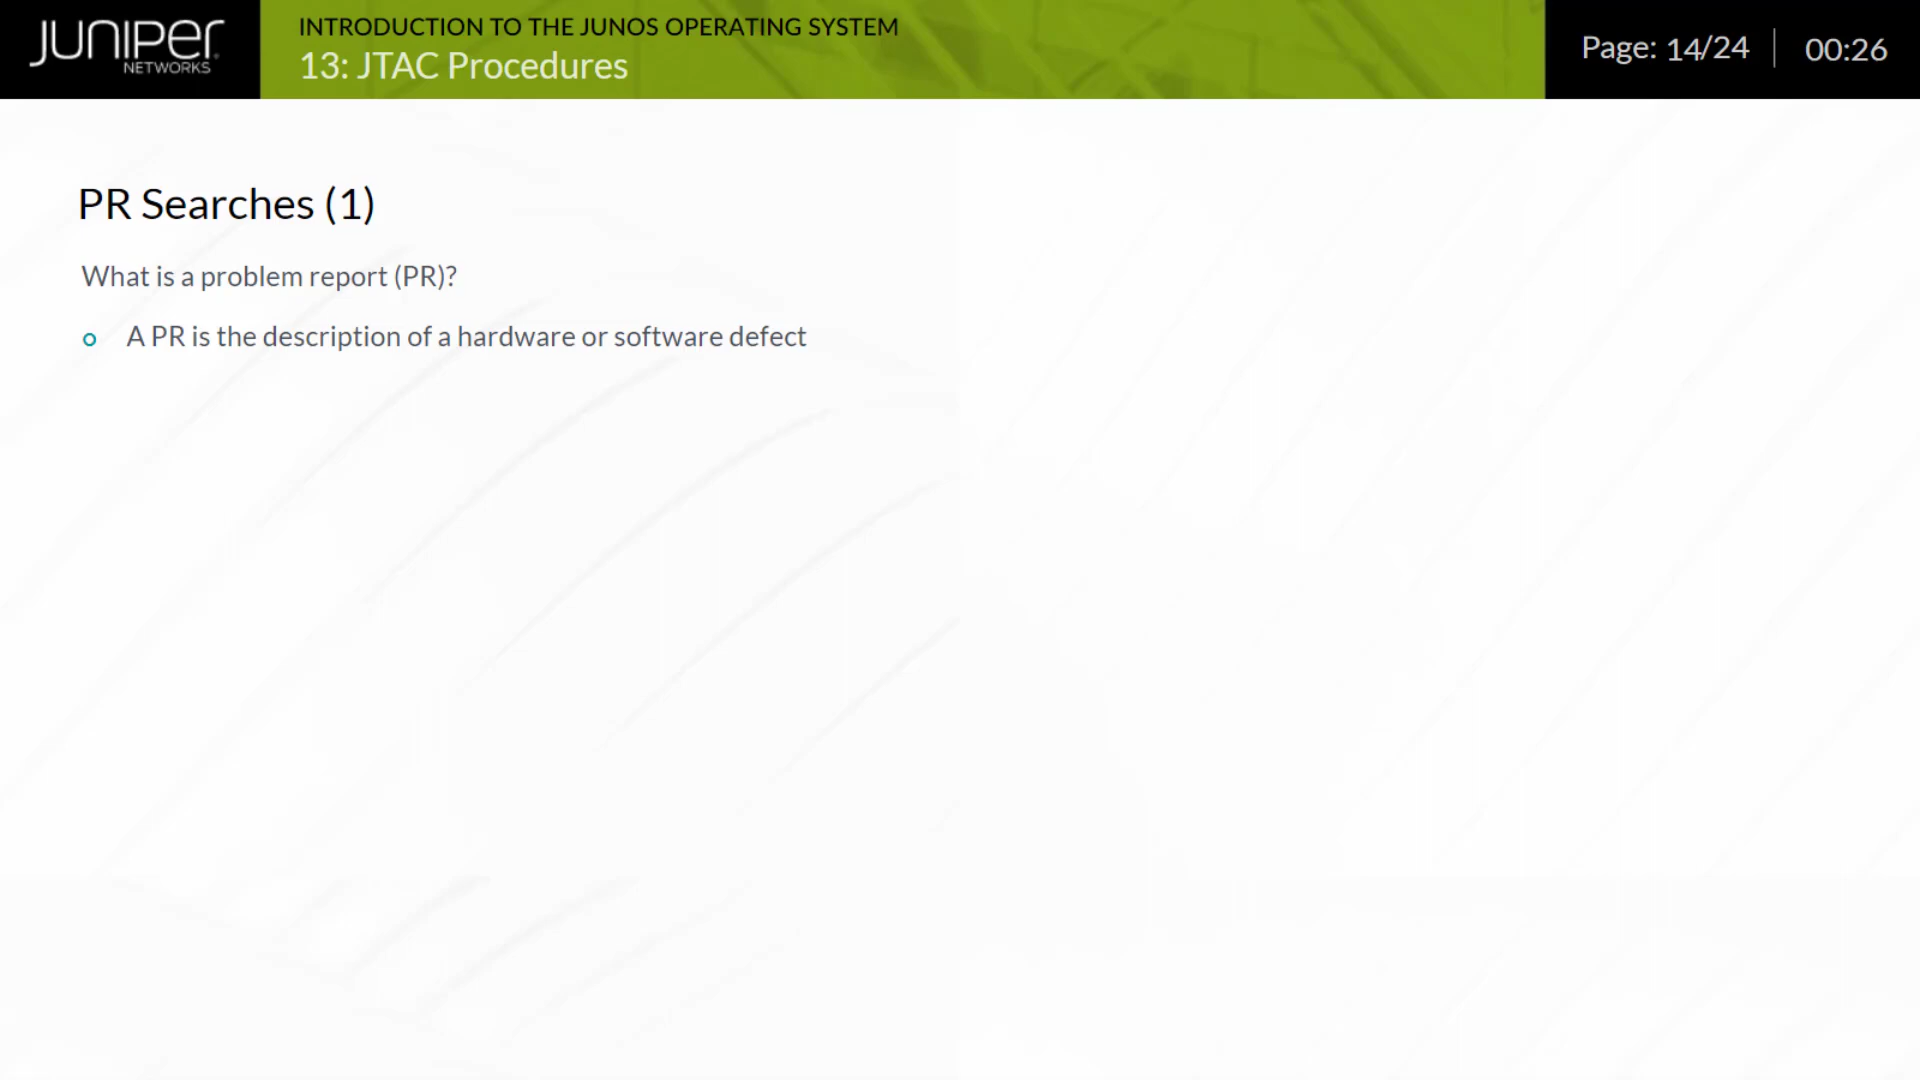 JUNIPER
NETWORKS
INTRODUCTION TO THE JUNOS OPERATING SYSTEM
13: JTAC Procedures
Page: 14/24
00:26
PR Searches (1)
What is a problem report (PR)?
A PR is the description of a hardware or software defect